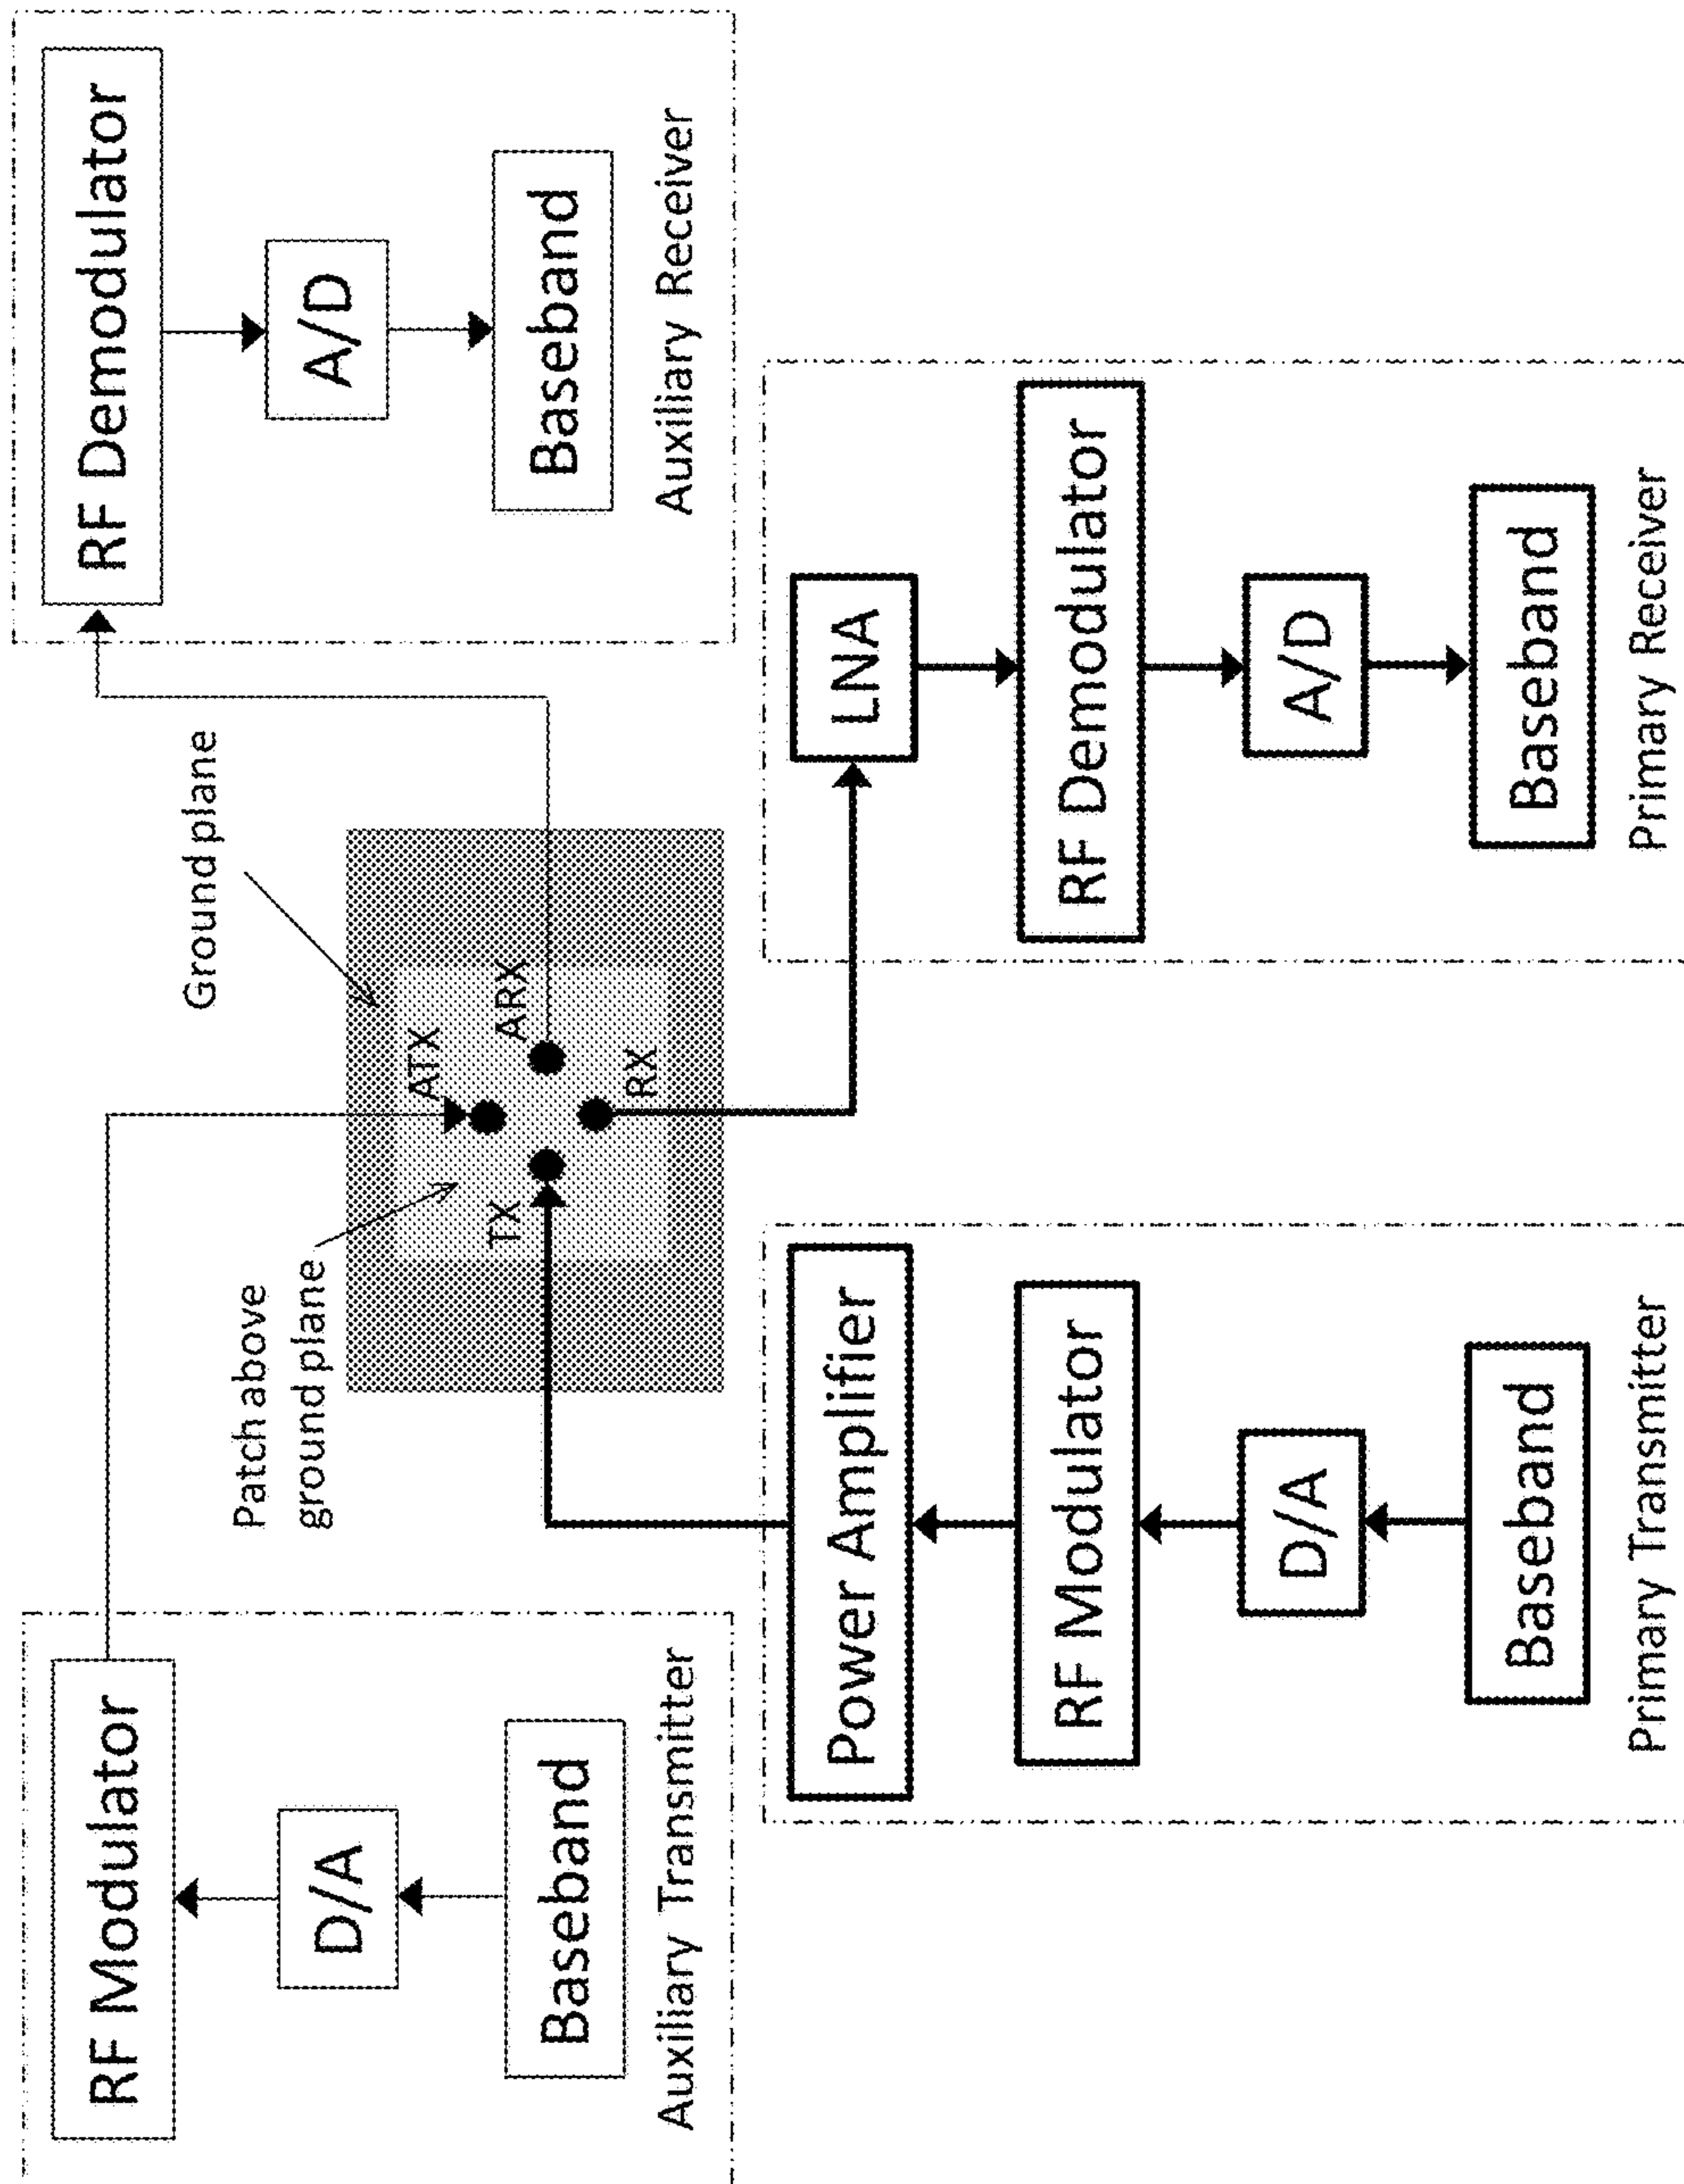 RF Modulator
D/A
Baseband
Auxiliary Transmitter
Patch above
ground plane
Ground plane
TX
ATX
ARX
RX
RF Demodulator
A/D
Baseband
Auxiliary Receiver
Power Amplifier
RF Modulator
D/A
Baseband
Primary Transmitter
LNA
RF Demodulator
A/D
Baseband
Primary Receiver